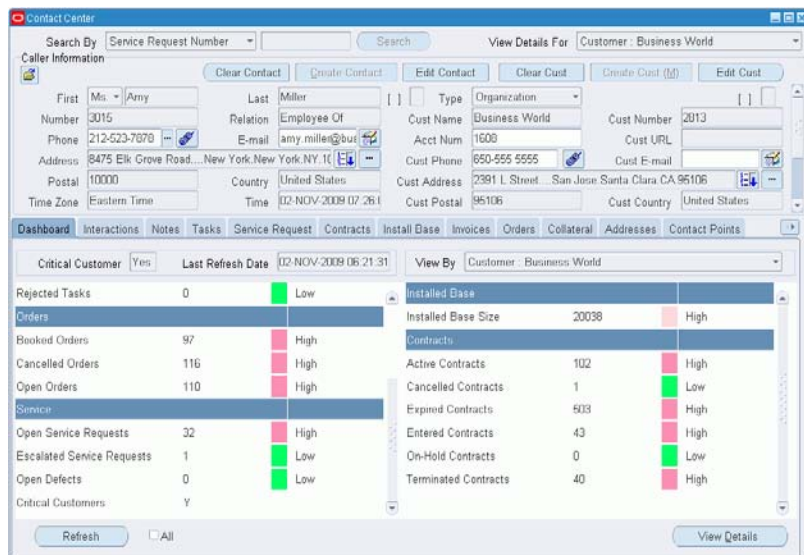 Contact Center
Search By Service Request Number Search View Details For Customer : Business World
Caller Information
Clear Contact Create Contact Edit Contact Clear Cust Create Cust (M) Edit Cust
First Ms. Amy Last Miller [ ] Type Organization [ ]
Number 3015 Relation Employee Of Cust Name Business World Cust Number 2813
Phone 212-523-7878 E-mail amy.miller@bus Acct Num 1608 Cust URL
Address 8475 Elk Grove Road....New York.New York.NY.10 Cust Phone 650-555 5555 Cust E-mail
Postal 10000 Country United States Cust Address 2391 L Street....San Jose Santa Clara.CA.95106
Time Zone Eastern Time Time 02-NOV-2009 07:26: Cust Postal 95106 Cust Country United States
Dashboard Interactions Notes Tasks Service Request Contracts Install Base Invoices Orders Collateral Addresses Contact Points
Critical Customer Yes Last Refresh Date 02-NOV-2009 06:21:31 View By Customer : Business World
Rejected Tasks 0 Low
Orders
Booked Orders 97 High
Cancelled Orders 116 High
Open Orders 110 High
Service
Open Service Requests 32 High
Escalated Service Requests 1 Low
Open Defects 0 Low
Critical Customers Y
Installed Base
Installed Base Size 20038 High
Contracts
Active Contracts 102 High
Cancelled Contracts 1 Low
Expired Contracts 603 High
Entered Contracts 43 High
On-Hold Contracts 0 Low
Terminated Contracts 40 High
Refresh All View Details